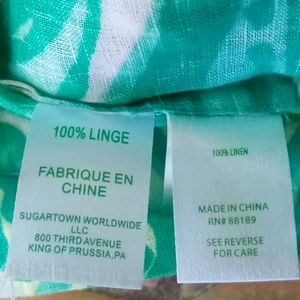 100% LINGE
FABRIQUE EN
CHINE
SUGARTOWN WORLDWIDE
LLC
800 THIRD AVENUE
KING OF PRUSSIA,PA
100% LINEN
MADE IN CHINA
RN# 88189
SEE REVERSE
FOR CARE